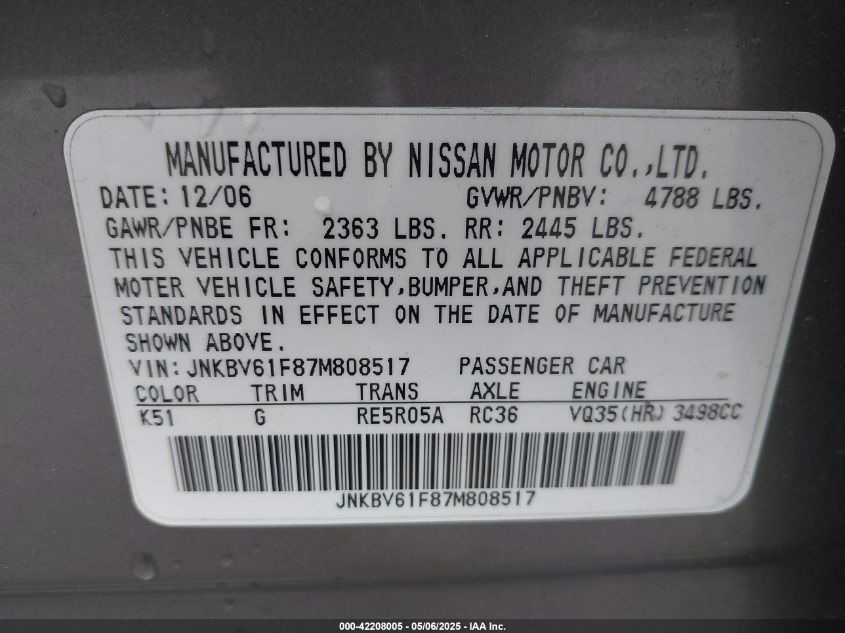 MANUFACTURED BY NISSAN MOTOR CO.,LTD.
DATE: 12/06 GVWR/PNBV: 4788 LBS.
GAWR/PNBE FR: 2363 LBS. RR: 2445 LBS.
THIS VEHICLE CONFORMS TO ALL APPLICABLE FEDERAL
MOTER VEHICLE SAFETY,BUMPER,AND THEFT PREVENTION
STANDARDS IN EFFECT ON THE DATE OF MANUFACTURE
SHOWN ABOVE.
VIN: JNKBV61F87M808517 PASSENGER CAR
COLOR TRIM TRANS AXLE ENGINE
K51 G RE5R05A RC36 VQ35(HR) 3498CC
JNKBV61F87M808517
000-42208005 - 05/06/2025 - IAA Inc.